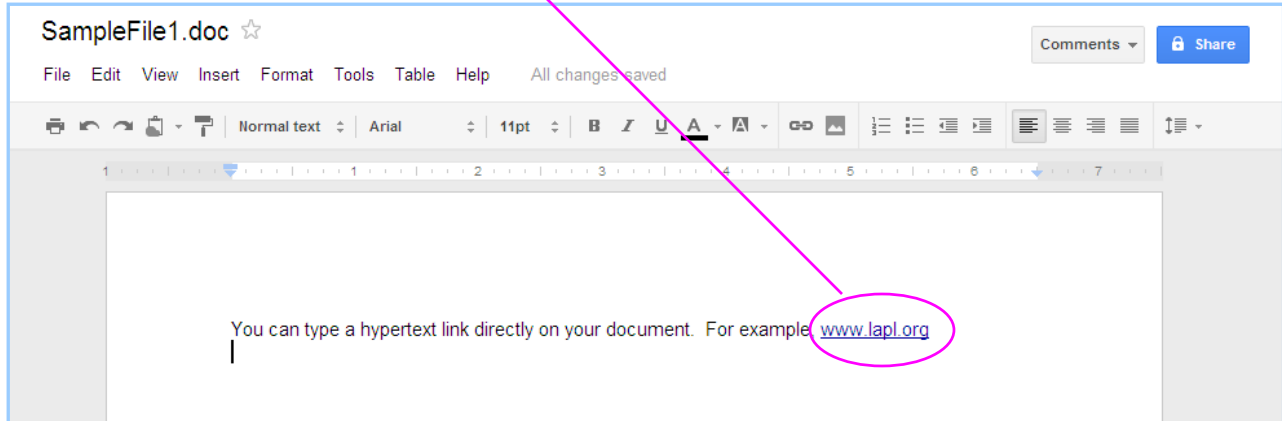 SampleFile1.doc
Comments
Share
File Edit View Insert Format Tools Table Help All changes saved
Normal text Arial 11pt B I U A A
1 1 2 3 4 5 6 7
You can type a hypertext link directly on your document.  For example, www.lapl.org